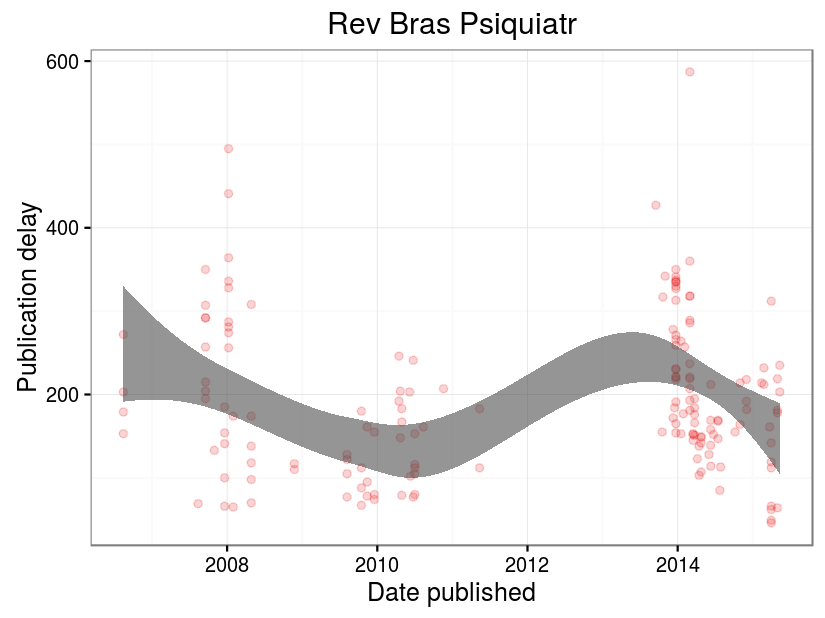 Rev Bras Psiquiatr
600
400
200
Publication delay
2008 2010 2012 2014
Date published